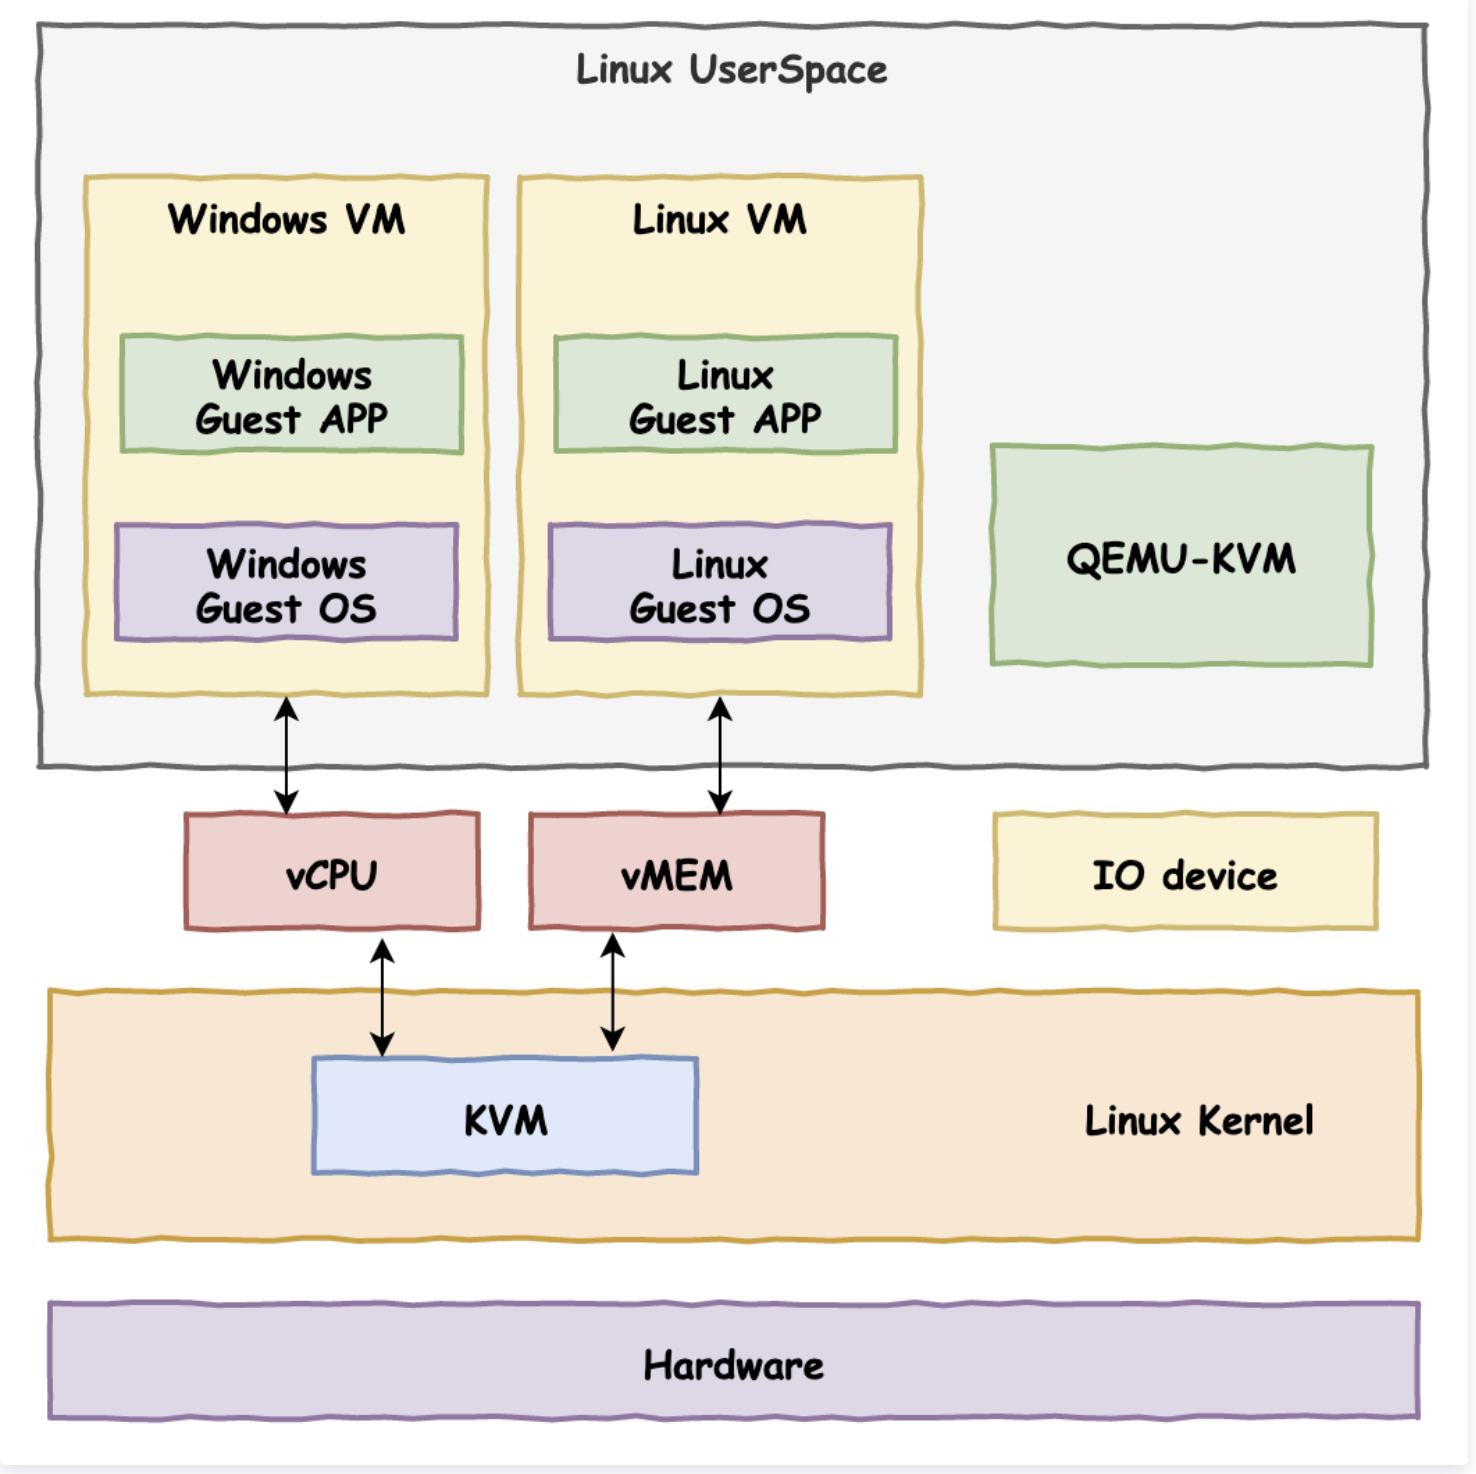 Linux UserSpace
Windows VM
Linux VM
Windows
Guest APP
Linux
Guest APP
Windows
Guest OS
Linux
Guest OS
QEMU-KVM
vCPU
vMEM
IO device
KVM
Linux Kernel
Hardware